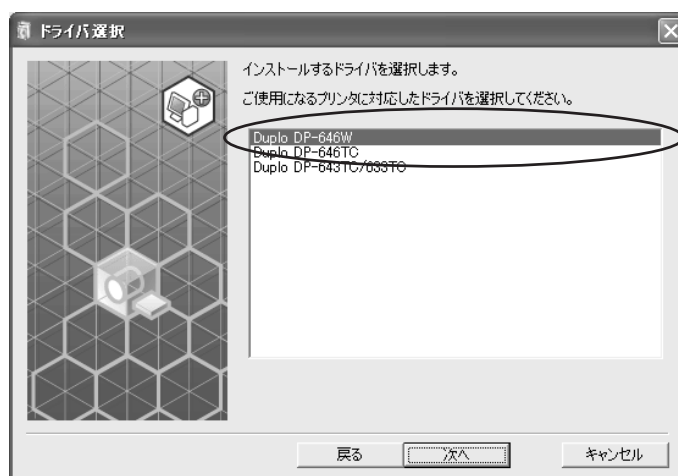 ドライバ選択
インストールするドライバを選択します。
ご使用になるプリンタに対応したドライバを選択してください。
Duplo DP-646W
Duplo DP-646TC
Duplo DP-643TC/633TC
戻る
次へ
キャンセル